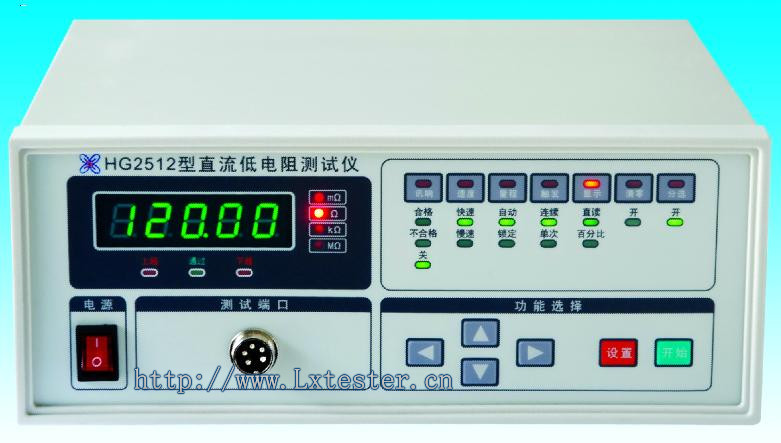 HG2512型直流低电阻测试仪
120.00
mΩ
Ω
kΩ
MΩ
上超 通过 下超
讯响 速度 量程 触发 显示 清零 分选
合格 快速 自动 连续 直读 开 开
不合格 慢速 锁定 单次 百分比
关
电源 测试端口 功能选择
设置 开始
http://www.Lxtester.cn